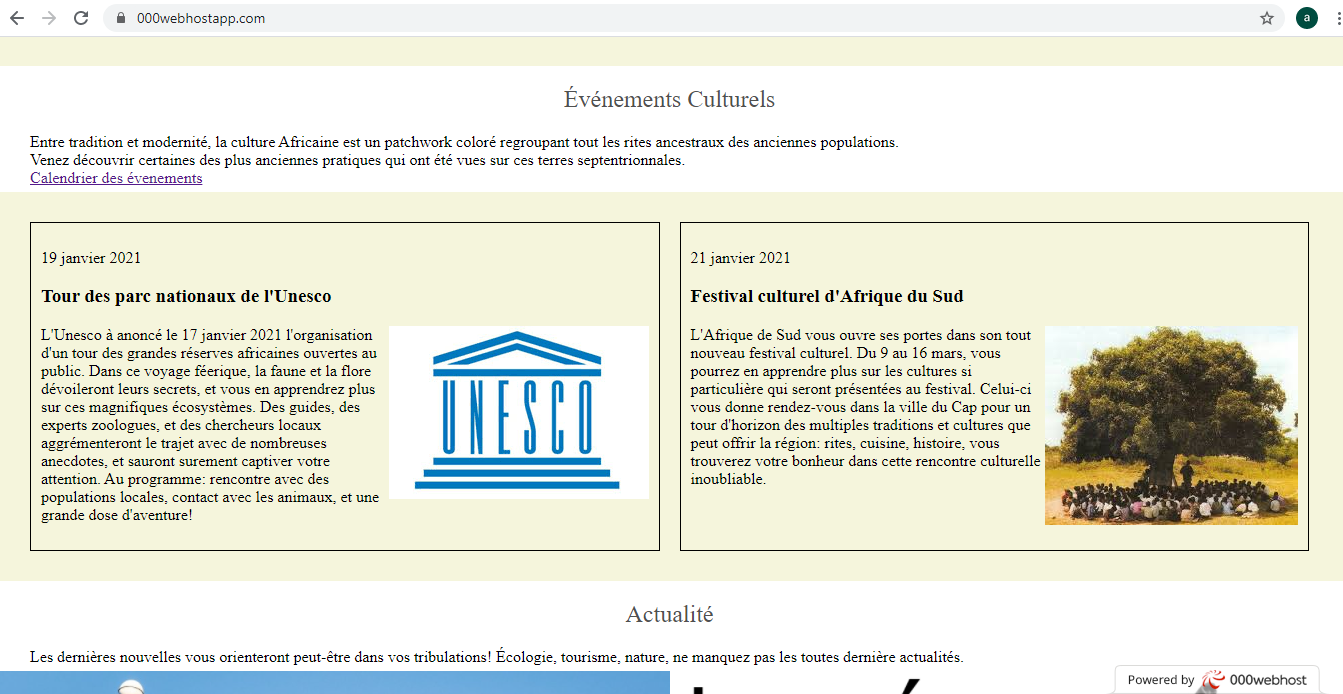 000webhostapp.com
a
Événements Culturels
Entre tradition et modernité, la culture Africaine est un patchwork coloré regroupant tout les rites ancestraux des anciennes populations.
Venez découvrir certaines des plus anciennes pratiques qui ont été vues sur ces terres septentrionnales.
Calendrier des évenements
19 janvier 2021
Tour des parc nationaux de l'Unesco
L'Unesco à anoncé le 17 janvier 2021 l'organisation
d'un tour des grandes réserves africaines ouvertes au
public. Dans ce voyage féerique, la faune et la flore
dévoileront leurs secrets, et vous en apprendrez plus
sur ces magnifiques écosystèmes. Des guides, des
experts zoologues, et des chercheurs locaux
aggrémenteront le trajet avec de nombreuses
anecdotes, et sauront surement captiver votre
attention. Au programme: rencontre avec des
populations locales, contact avec les animaux, et une
grande dose d'aventure!
UNESCO
21 janvier 2021
Festival culturel d'Afrique du Sud
L'Afrique de Sud vous ouvre ses portes dans son tout
nouveau festival culturel. Du 9 au 16 mars, vous
pourrez en apprendre plus sur les cultures si
particulière qui seront présentées au festival. Celui-ci
vous donne rendez-vous dans la ville du Cap pour un
tour d'horizon des multiples traditions et cultures que
peut offrir la région: rites, cuisine, histoire, vous
trouverez votre bonheur dans cette rencontre culturelle
inoubliable.
Actualité
Les dernières nouvelles vous orienteront peut-être dans vos tribulations! Écologie, tourisme, nature, ne manquez pas les toutes dernière actualités.
Powered by 000webhost